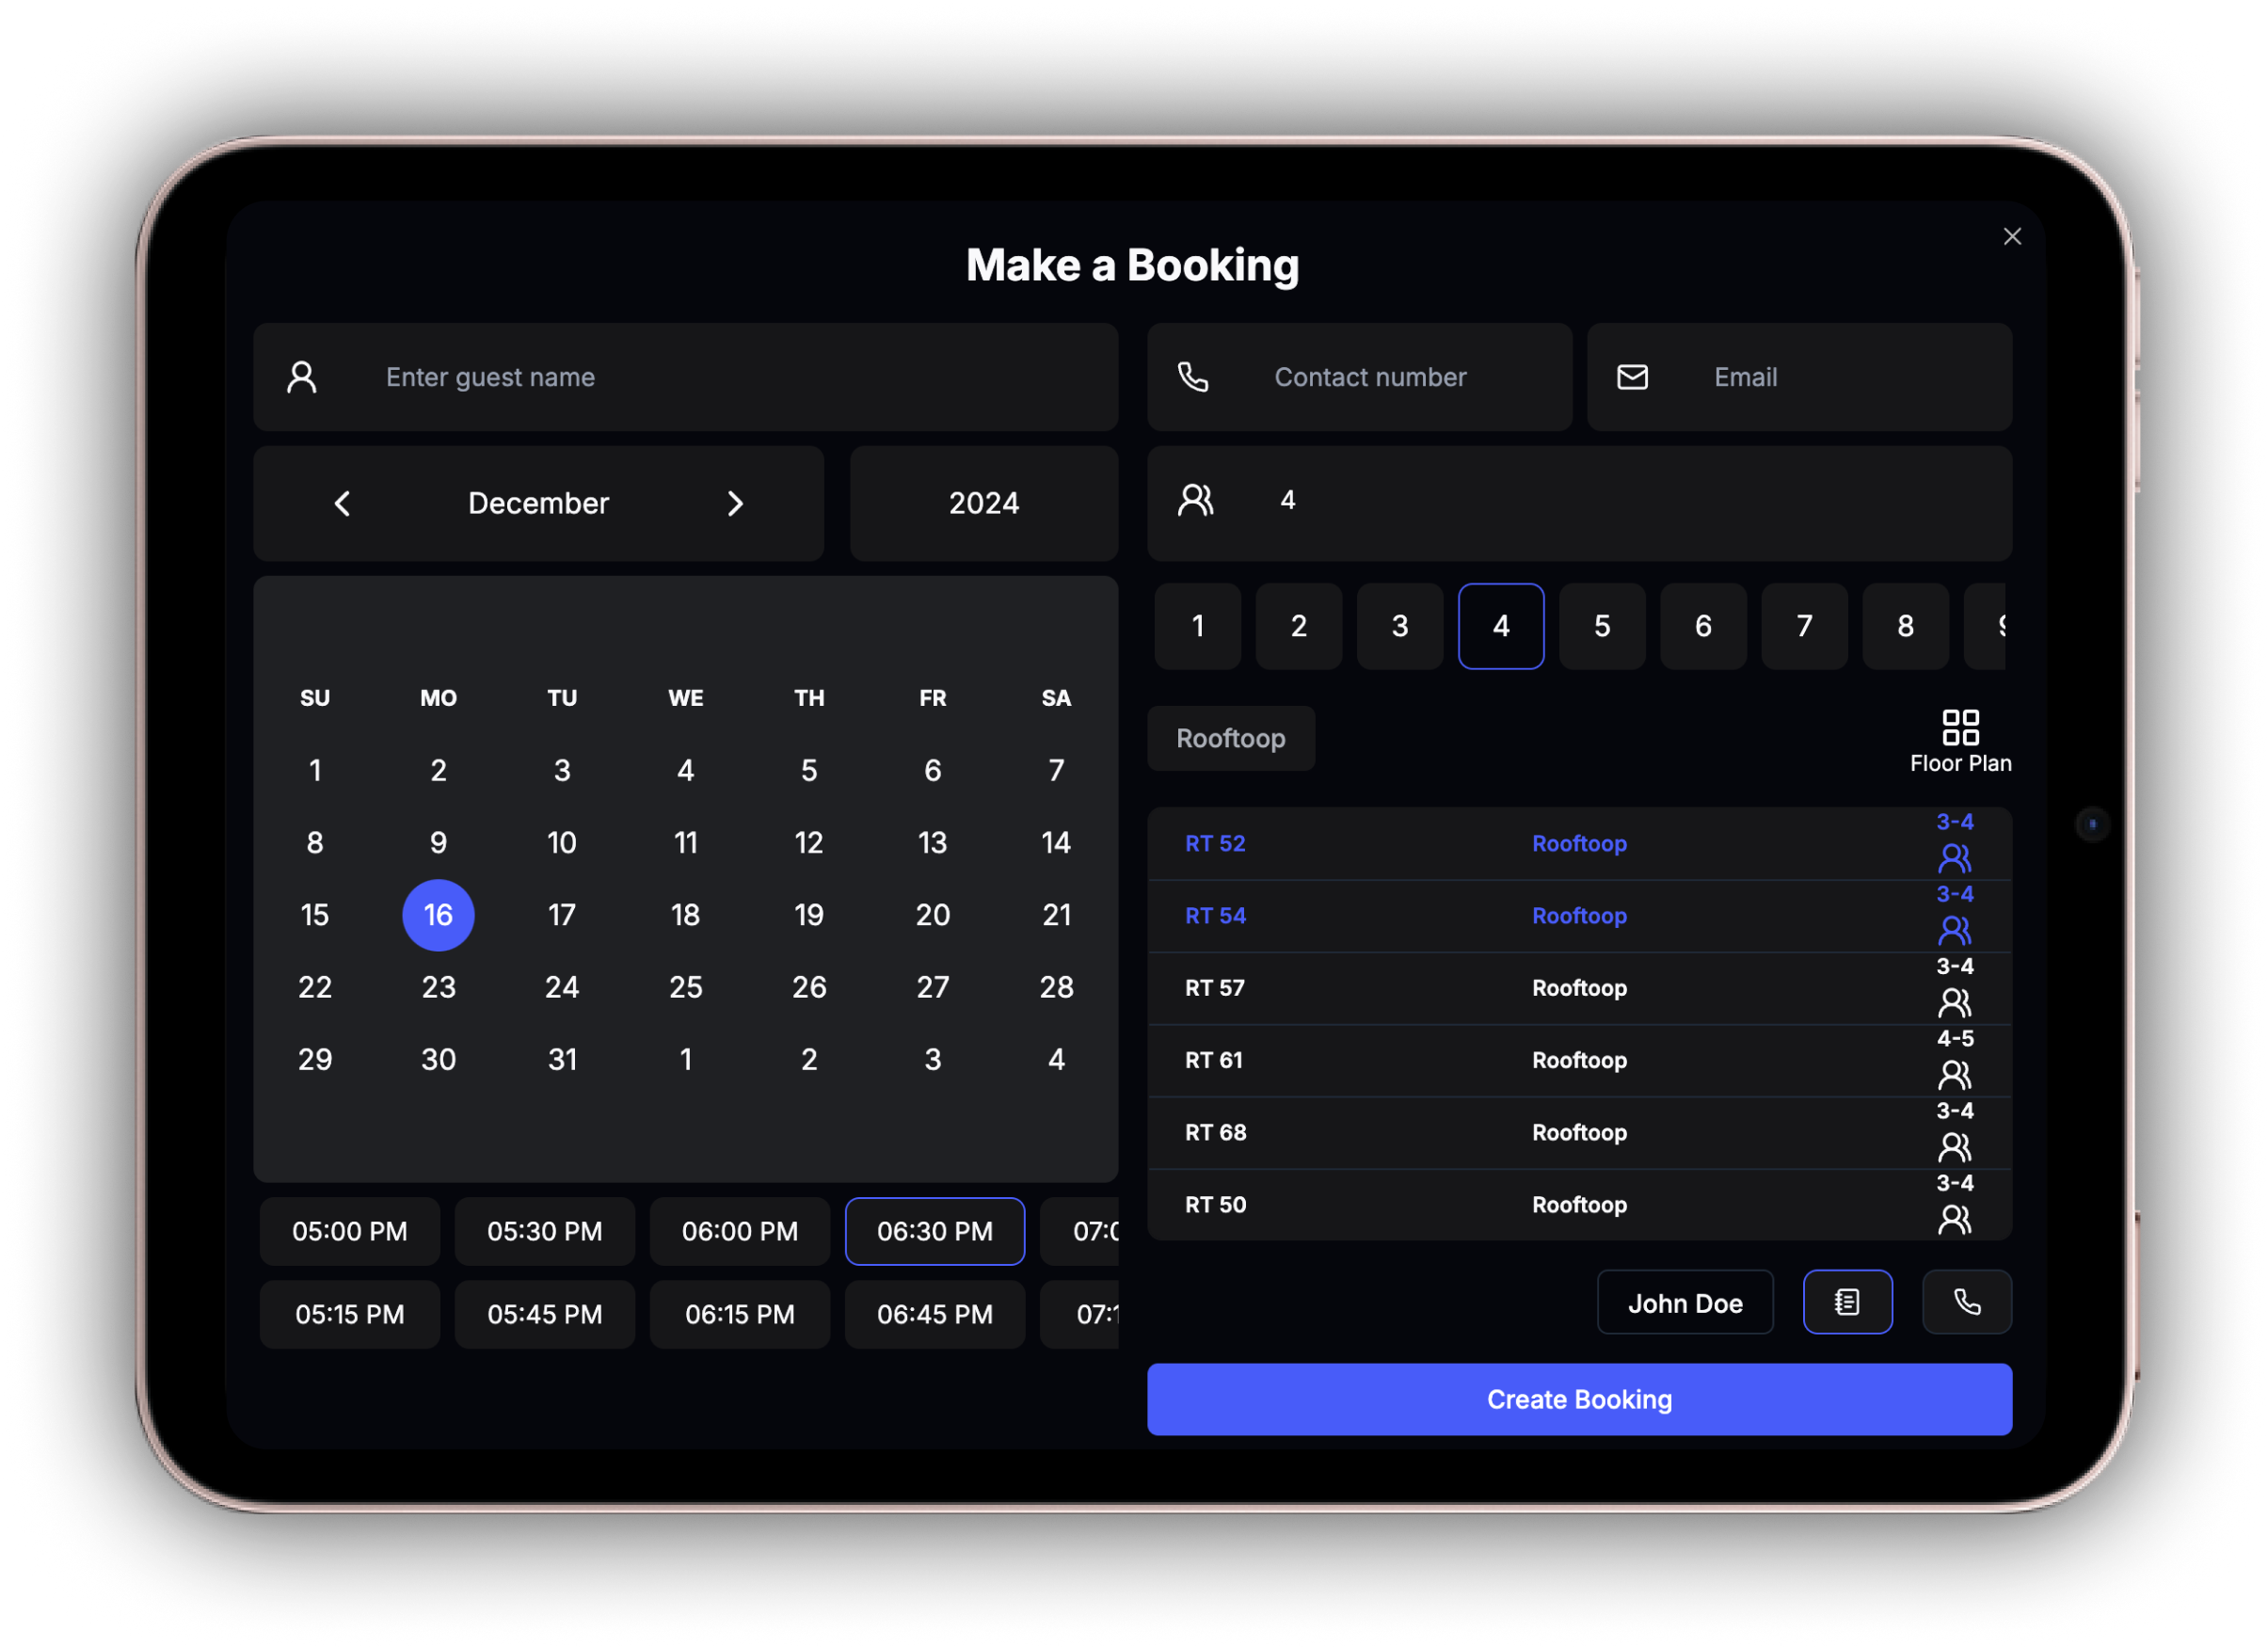 Make a Booking
Enter guest name
Contact number
Email
December
2024
4
1 2 3 4 5 6 7 8
SU MO TU WE TH FR SA
1 2 3 4 5 6 7
8 9 10 11 12 13 14
15 16 17 18 19 20 21
22 23 24 25 26 27 28
29 30 31 1 2 3 4
05:00 PM 05:30 PM 06:00 PM 06:30 PM
05:15 PM 05:45 PM 06:15 PM 06:45 PM
Rooftoop
Floor Plan
RT 52 Rooftoop 3-4
RT 54 Rooftoop 3-4
RT 57 Rooftoop 3-4
RT 61 Rooftoop 4-5
RT 68 Rooftoop 3-4
RT 50 Rooftoop 3-4
John Doe
Create Booking